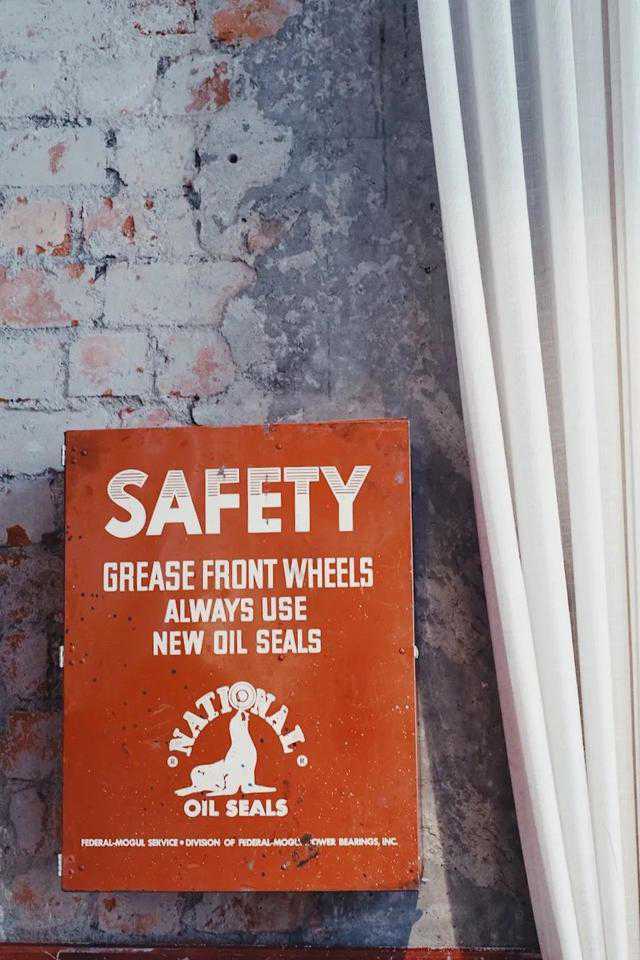 SAFETY
GREASE FRONT WHEELS
ALWAYS USE
NEW OIL SEALS
NATIONAL
® ®
OIL SEALS
FEDERAL-MOGUL SERVICE • DIVISION OF FEDERAL-MOGUL BEARINGS, INC.